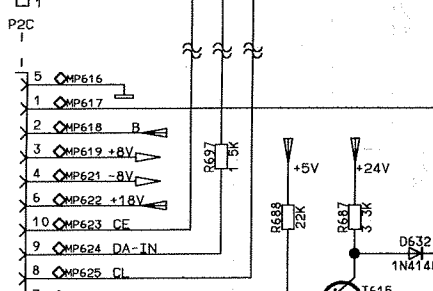 1
P2C
5 MP616
1 MP617
2 MP618 B
3 MP619 +8V
4 MP621 -8V
6 MP622 +18V
10 MP623 CE
9 MP624 DA-IN
8 MP625 CL
R697
1.5K
+5V
+24V
R688
22K
R687
3.3K
D632
1N414
T615